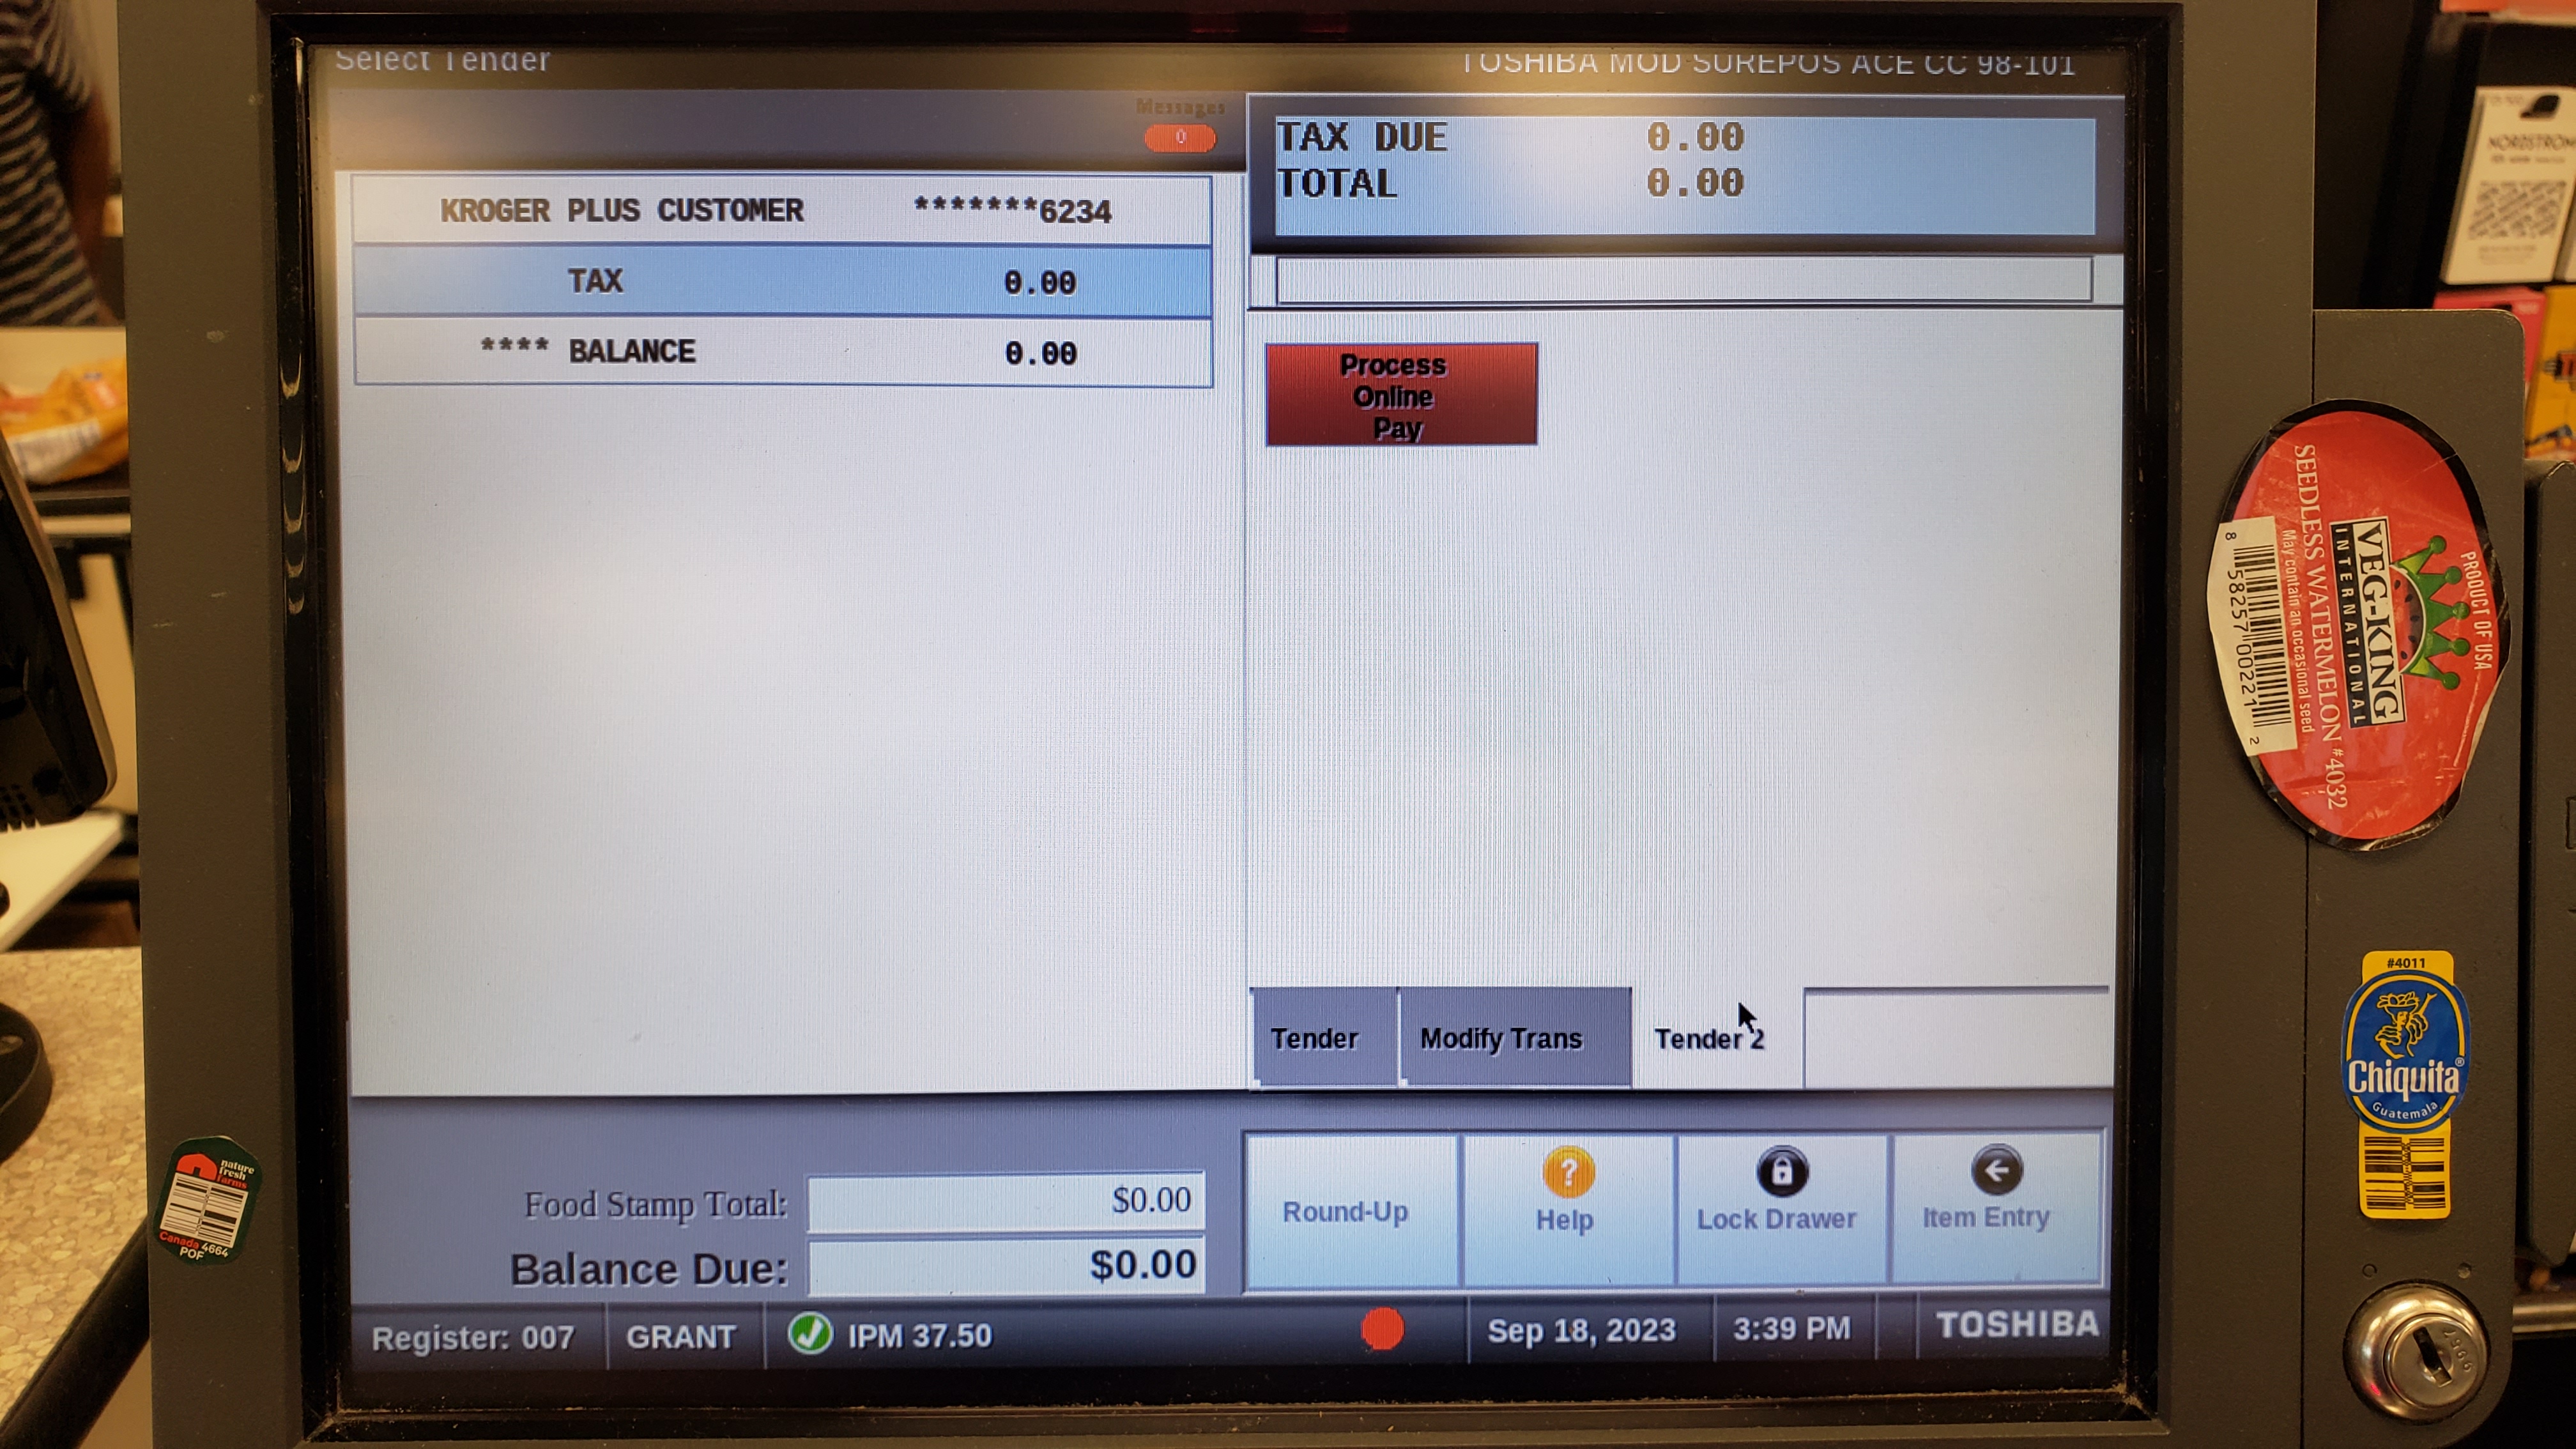 Select Tender
TOSHIBA MOD SUREPOS ACE CC 98-101
Messages
0
TAX DUE 0.00
TOTAL 0.00
KROGER PLUS CUSTOMER *******6234
TAX 0.00
**** BALANCE 0.00
Process
Online
Pay
Tender
Modify Trans
Tender 2
Food Stamp Total: $0.00
Balance Due: $0.00
Round-Up
Help
Lock Drawer
Item Entry
Register: 007
GRANT
IPM 37.50
Sep 18, 2023
3:39 PM
TOSHIBA
NORDSTROM
PRODUCT OF USA
VEG-KING
INTERNATIONAL
SEEDLESS WATERMELON #4032
May contain an occasional seed
8 58257 00221 2
#4011
Chiquita
Guatemala
nature
fresh
farms
Canada 4664
POF